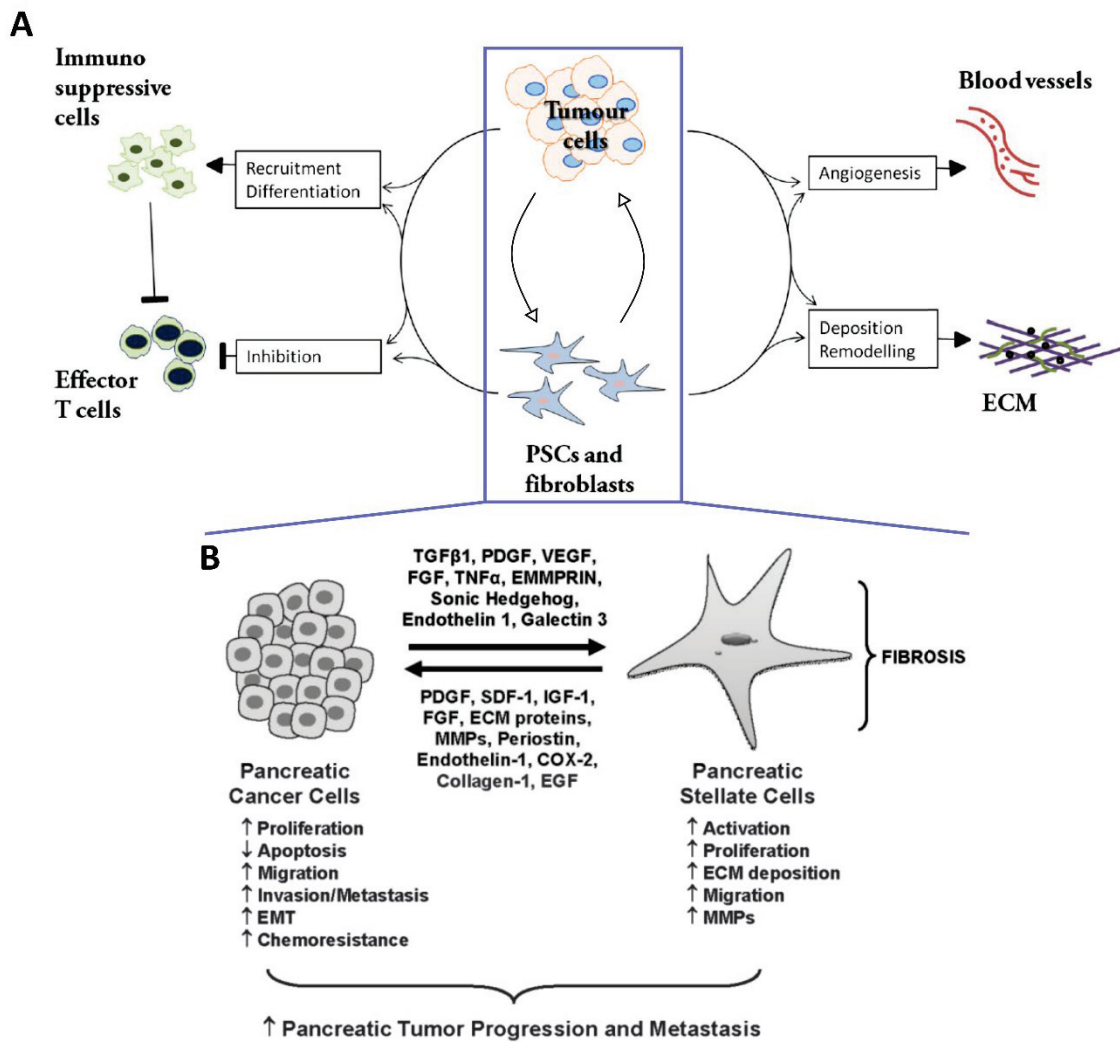 A
Immuno
suppressive
cells
Recruitment
Differentiation
Inhibition
Effector
T cells
Tumour
cells
PSCs and
fibroblasts
Blood vessels
Angiogenesis
Deposition
Remodelling
ECM
B
TGFβ1, PDGF, VEGF,
FGF, TNFα, EMMPRIN,
Sonic Hedgehog,
Endothelin 1, Galectin 3
PDGF, SDF-1, IGF-1,
FGF, ECM proteins,
MMPs, Periostin,
Endothelin-1, COX-2,
Collagen-1, EGF
FIBROSIS
Pancreatic
Cancer Cells
↑ Proliferation
↓ Apoptosis
↑ Migration
↑ Invasion/Metastasis
↑ EMT
↑ Chemoresistance
Pancreatic
Stellate Cells
↑ Activation
↑ Proliferation
↑ ECM deposition
↑ Migration
↑ MMPs
↑ Pancreatic Tumor Progression and Metastasis